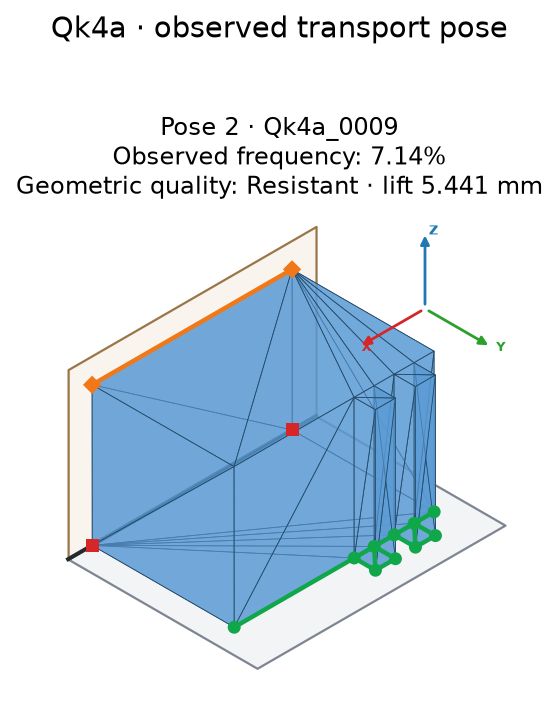 Qk4a · observed transport pose
Pose 2 · Qk4a_0009
Observed frequency: 7.14%
Geometric quality: Resistant · lift 5.441 mm
Z
X
Y